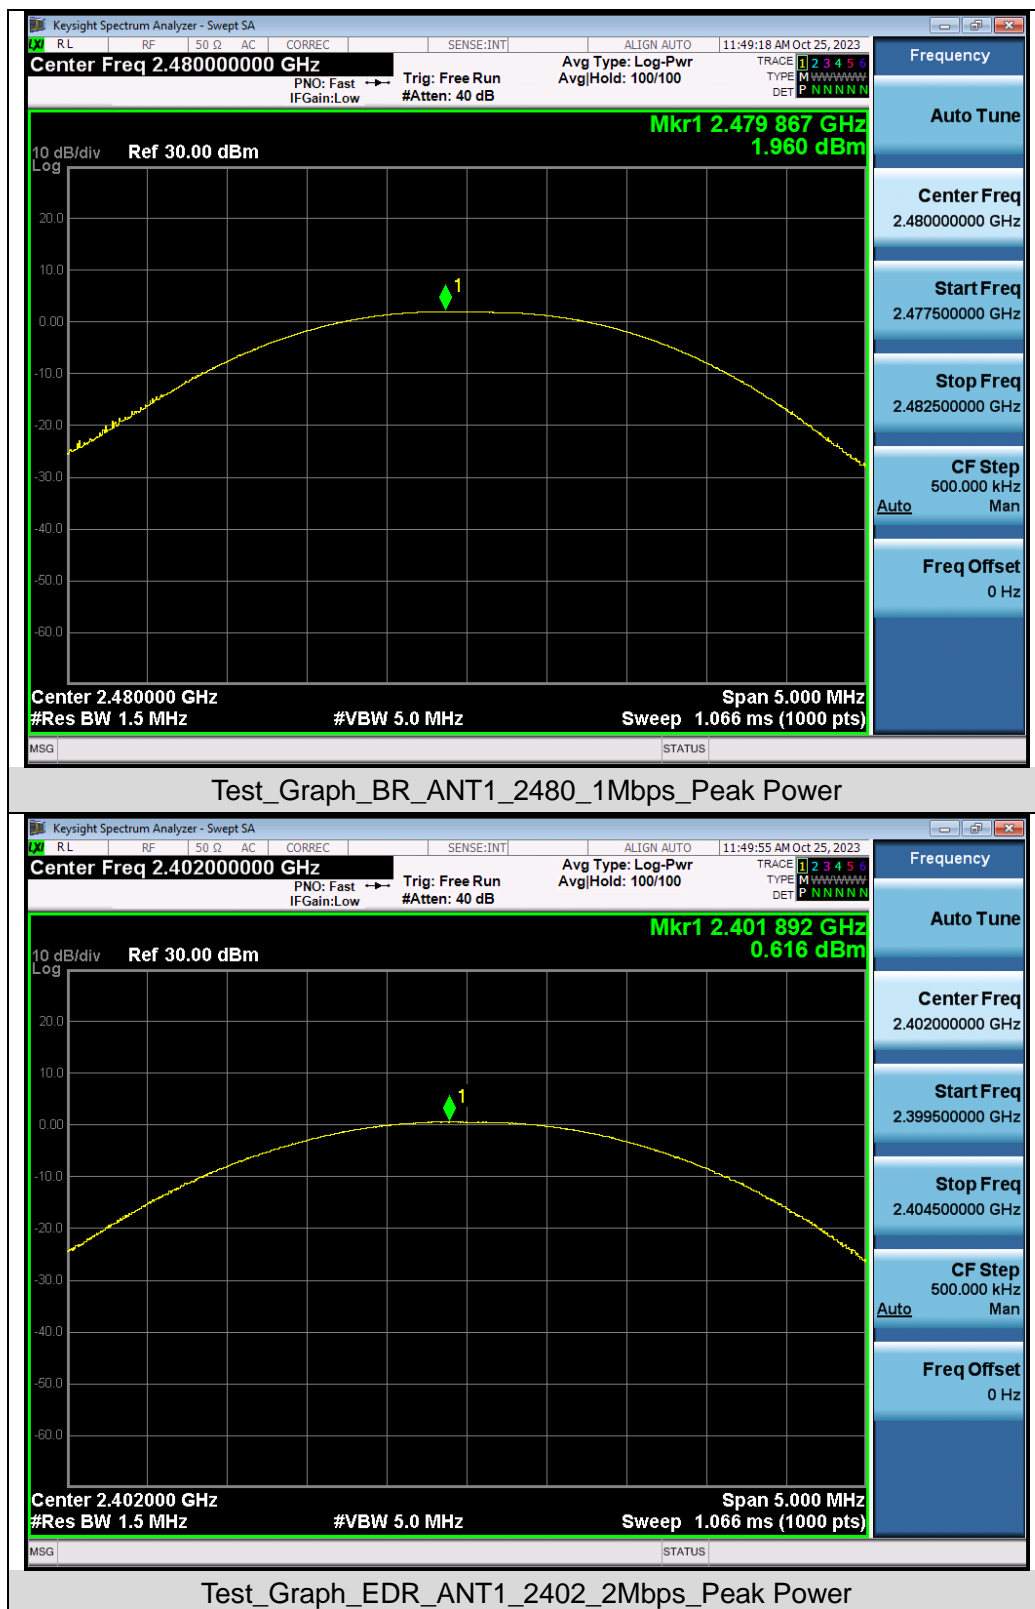 Keysight Spectrum Analyzer - Swept SA
LXI RL RF 50 Ω AC CORREC SENSE:INT ALIGN AUTO 11:49:18 AM Oct 25, 2023
Center Freq 2.480000000 GHz
PNO: Fast
IFGain:Low
Trig: Free Run
#Atten: 40 dB
Avg Type: Log-Pwr
Avg|Hold: 100/100
TRACE 1 2 3 4 5 6
TYPE M WWWWW
DET P N N N N N
Mkr1 2.479 867 GHz
1.960 dBm
10 dB/div Ref 30.00 dBm
Log
20.0
10.0
1
0.00
-10.0
-20.0
-30.0
-40.0
-50.0
-60.0
Center 2.480000 GHz Span 5.000 MHz
#Res BW 1.5 MHz #VBW 5.0 MHz Sweep 1.066 ms (1000 pts)
MSG STATUS
Frequency
Auto Tune
Center Freq
2.480000000 GHz
Start Freq
2.477500000 GHz
Stop Freq
2.482500000 GHz
CF Step
500.000 kHz
Auto Man
Freq Offset
0 Hz
Test_Graph_BR_ANT1_2480_1Mbps_Peak Power
Keysight Spectrum Analyzer - Swept SA
LXI RL RF 50 Ω AC CORREC SENSE:INT ALIGN AUTO 11:49:55 AM Oct 25, 2023
Center Freq 2.402000000 GHz
PNO: Fast
IFGain:Low
Trig: Free Run
#Atten: 40 dB
Avg Type: Log-Pwr
Avg|Hold: 100/100
TRACE 1 2 3 4 5 6
TYPE M WWWWW
DET P N N N N N
Mkr1 2.401 892 GHz
0.616 dBm
10 dB/div Ref 30.00 dBm
Log
20.0
10.0
1
0.00
-10.0
-20.0
-30.0
-40.0
-50.0
-60.0
Center 2.402000 GHz Span 5.000 MHz
#Res BW 1.5 MHz #VBW 5.0 MHz Sweep 1.066 ms (1000 pts)
MSG STATUS
Frequency
Auto Tune
Center Freq
2.402000000 GHz
Start Freq
2.399500000 GHz
Stop Freq
2.404500000 GHz
CF Step
500.000 kHz
Auto Man
Freq Offset
0 Hz
Test_Graph_EDR_ANT1_2402_2Mbps_Peak Power